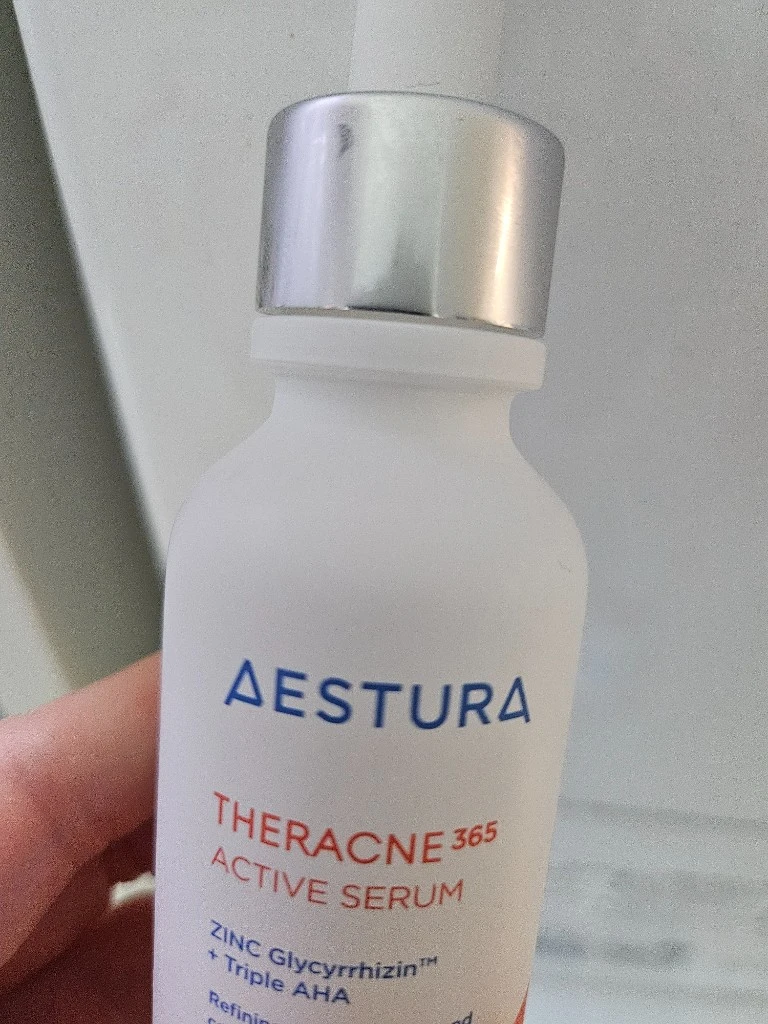 AESTURA
THERACNE 365
ACTIVE SERUM
ZINC Glycyrrhizin™
+ Triple AHA